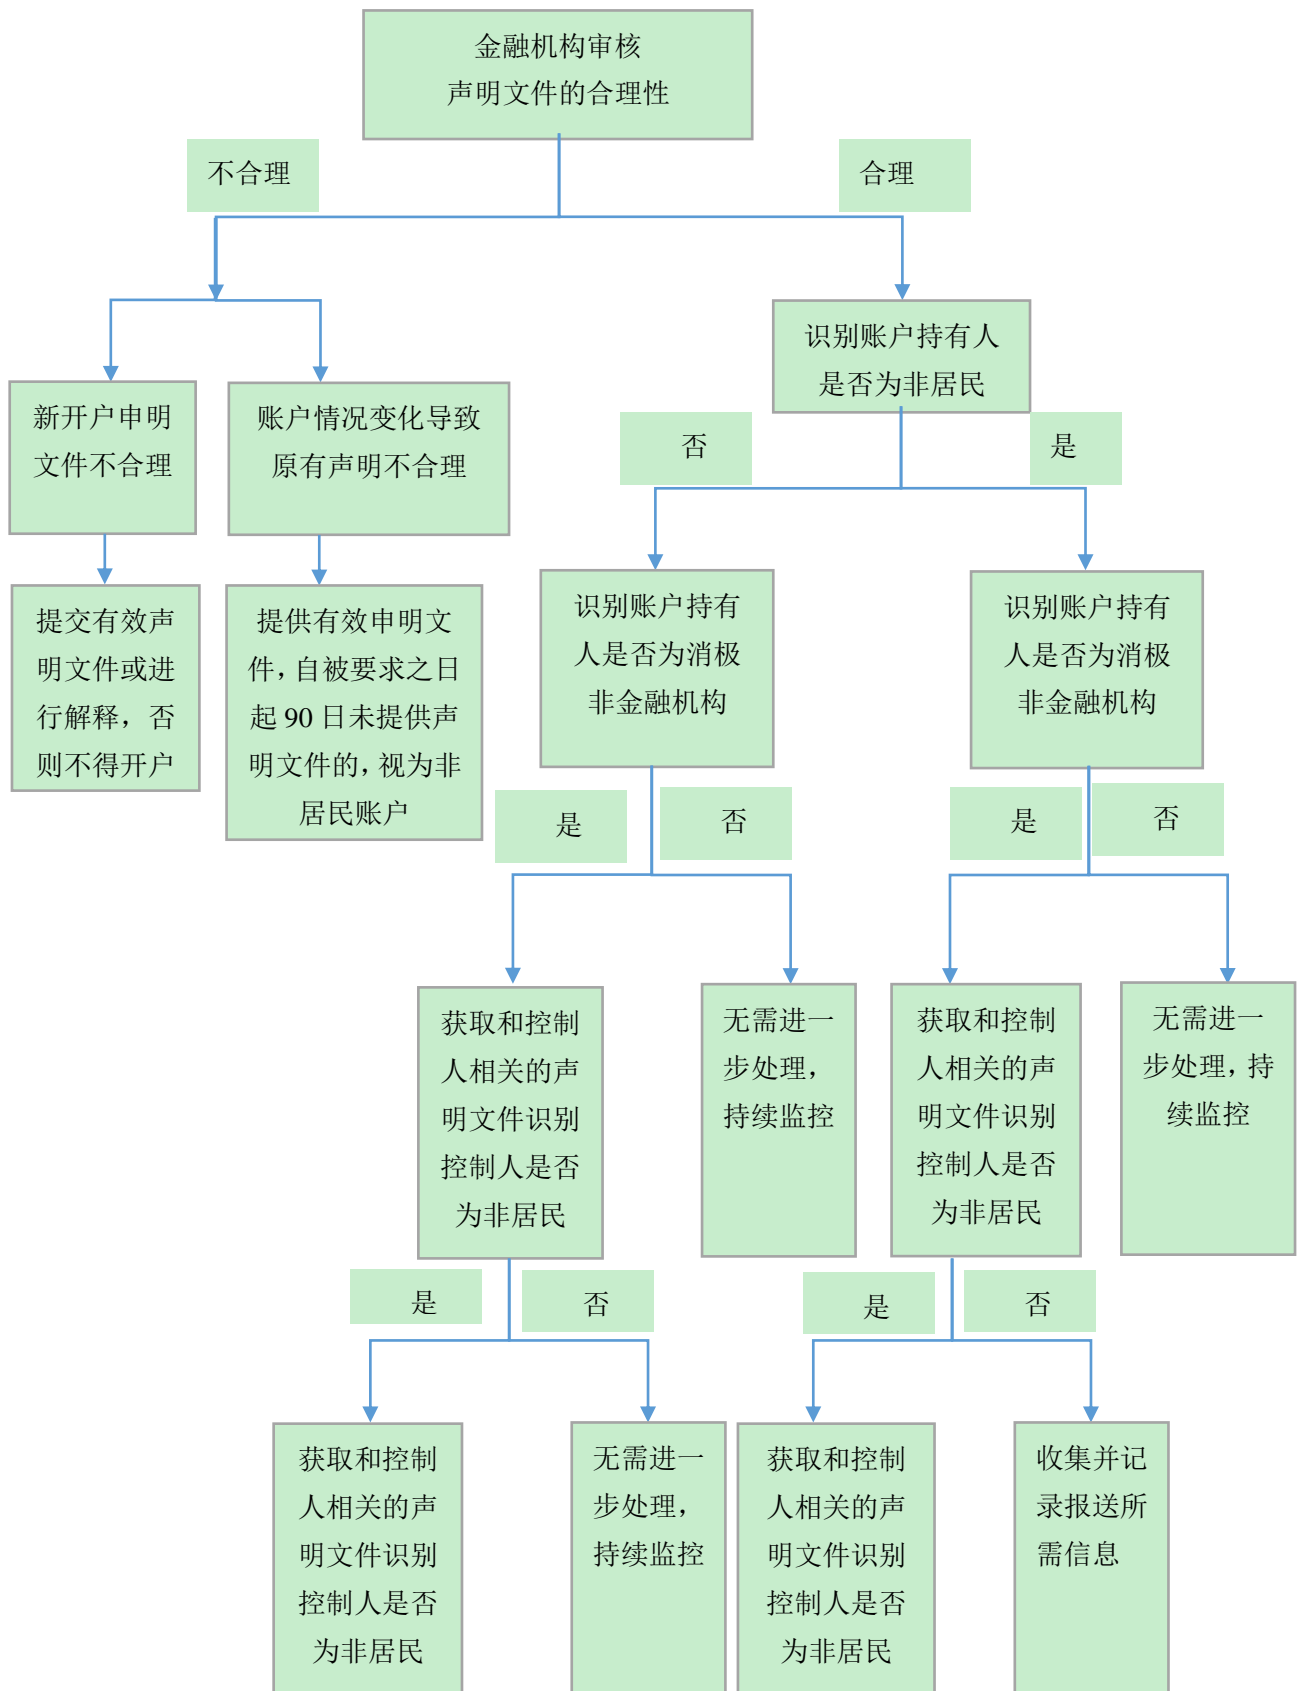 金融机构审核
声明文件的合理性
不合理
合理
识别账户持有人
是否为非居民
新开户申明
文件不合理
账户情况变化导致
原有声明不合理
否
是
提交有效声
明文件或进
行解释，否
则不得开户
提供有效申明文
件，自被要求之日
起 90 日未提供声
明文件的，视为非
居民账户
识别账户持有
人是否为消极
非金融机构
识别账户持有
人是否为消极
非金融机构
是
否
是
否
获取和控制
人相关的声
明文件识别
控制人是否
为非居民
无需进一
步处理，
持续监控
获取和控制
人相关的声
明文件识别
控制人是否
为非居民
无需进一
步处理，持
续监控
是
否
是
否
获取和控制
人相关的声
明文件识别
控制人是否
为非居民
无需进一
步处理，
持续监控
获取和控制
人相关的声
明文件识别
控制人是否
为非居民
收集并记
录报送所
需信息